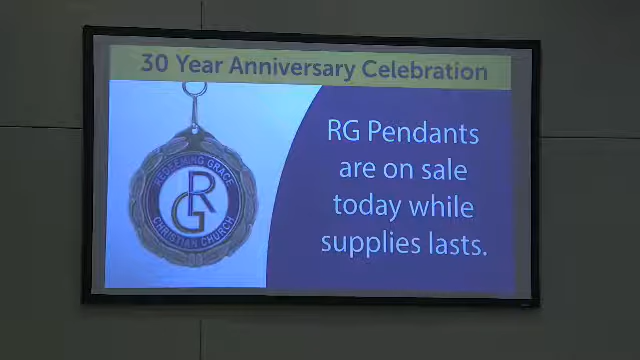 30 Year Anniversary Celebration
REDEEMING GRACE
RG
CHRISTIAN CHURCH
RG Pendants
are on sale
today while
supplies lasts.